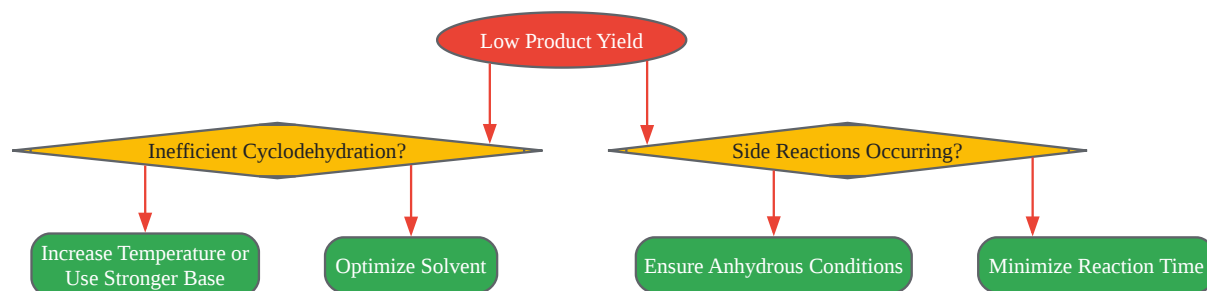 Low Product Yield
Inefficient Cyclodehydration?
Side Reactions Occurring?
Increase Temperature or
Use Stronger Base
Optimize Solvent
Ensure Anhydrous Conditions
Minimize Reaction Time